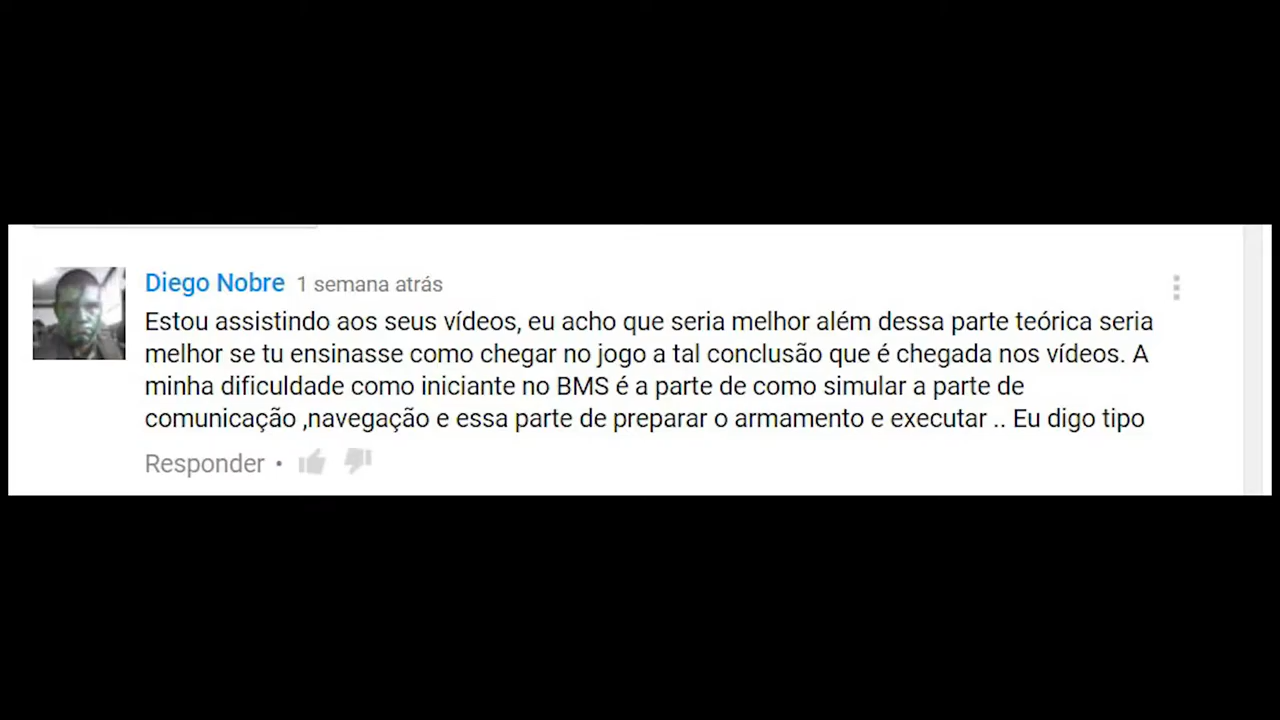 Diego Nobre 1 semana atrás
Estou assistindo aos seus vídeos, eu acho que seria melhor além dessa parte teórica seria
melhor se tu ensinasse como chegar no jogo a tal conclusão que é chegada nos vídeos. A
minha dificuldade como iniciante no BMS é a parte de como simular a parte de
comunicação ,navegação e essa parte de preparar o armamento e executar .. Eu digo tipo
Responder •